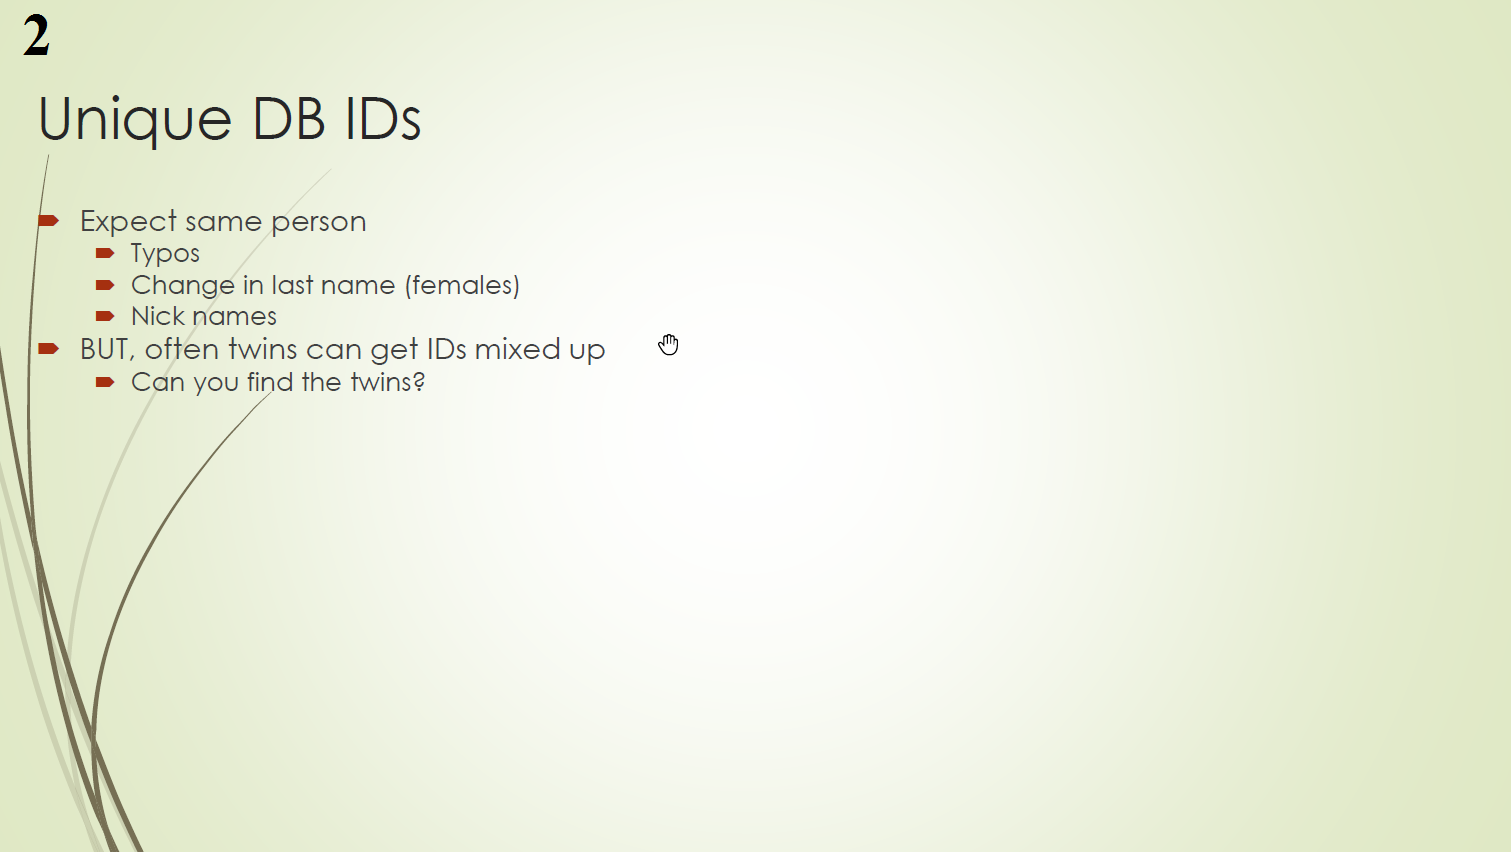 2
Unique DB IDs
Expect same person
Typos
Change in last name (females)
Nick names
BUT, often twins can get IDs mixed up
Can you find the twins?